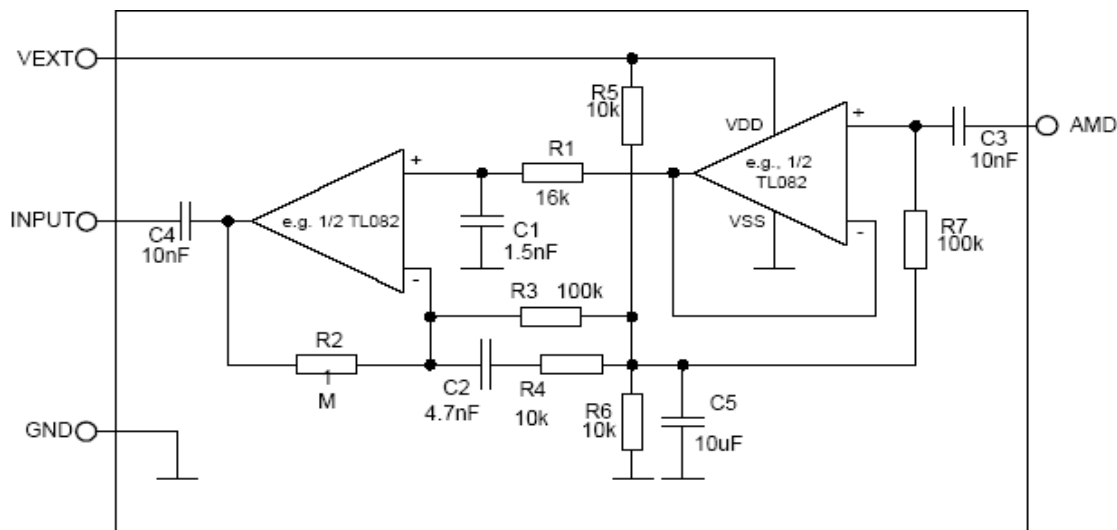 VEXT
R5
10k
VDD
+
AMD
C3
10nF
R1
16k
e.g., 1/2
TL082
+
INPUT
e.g. 1/2 TL082
C4
10nF
C1
1.5nF
VSS
-
R7
100k
-
R3 100k
R2
1
M
C2
4.7nF
R4
10k
R6
10k
C5
10uF
GND